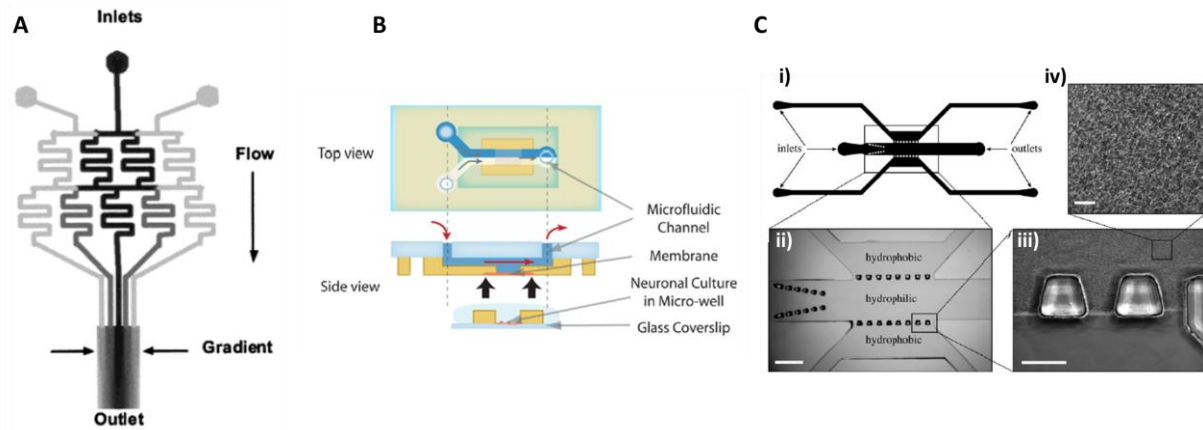 A
Inlets
Flow
Gradient
Outlet
B
Top view
Microfluidic
Channel
Membrane
Side view
Neuronal Culture
in Micro-well
Glass Coverslip
C
i)
inlets
outlets
iv)
ii)
hydrophobic
hydrophilic
hydrophobic
iii)